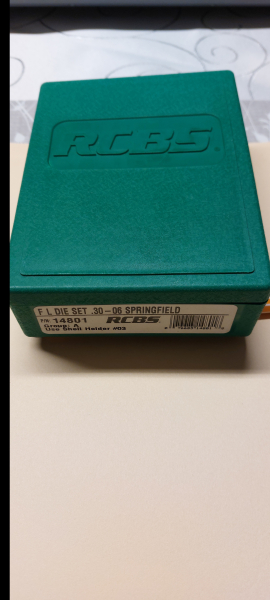 RCBS
F L DIE SET .30-06 SPRINGFIELD
P/N: 14801 RCBS
Group: A
Use Shell Holder #03